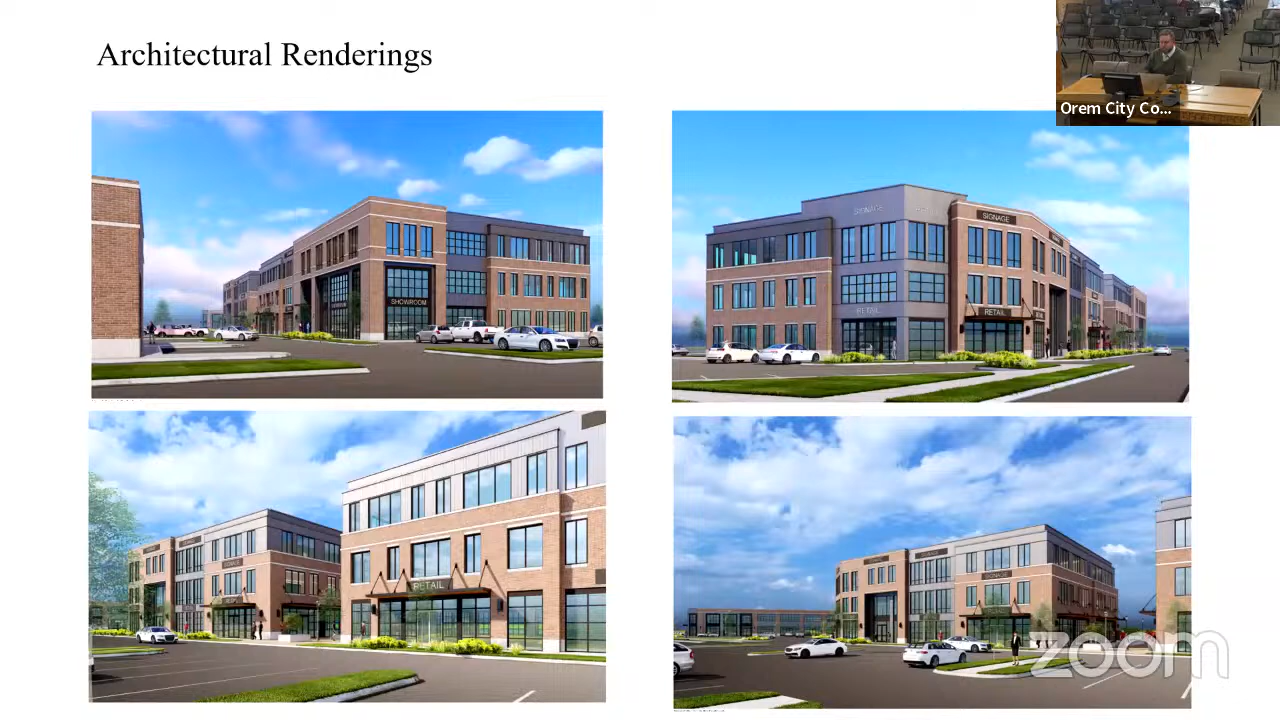 Architectural Renderings
Orem City Co...
SHOWROOM
SIGNAGE
SIGNAGE
RETAIL
RETAIL
RETAIL
SIGNAGE
zoom